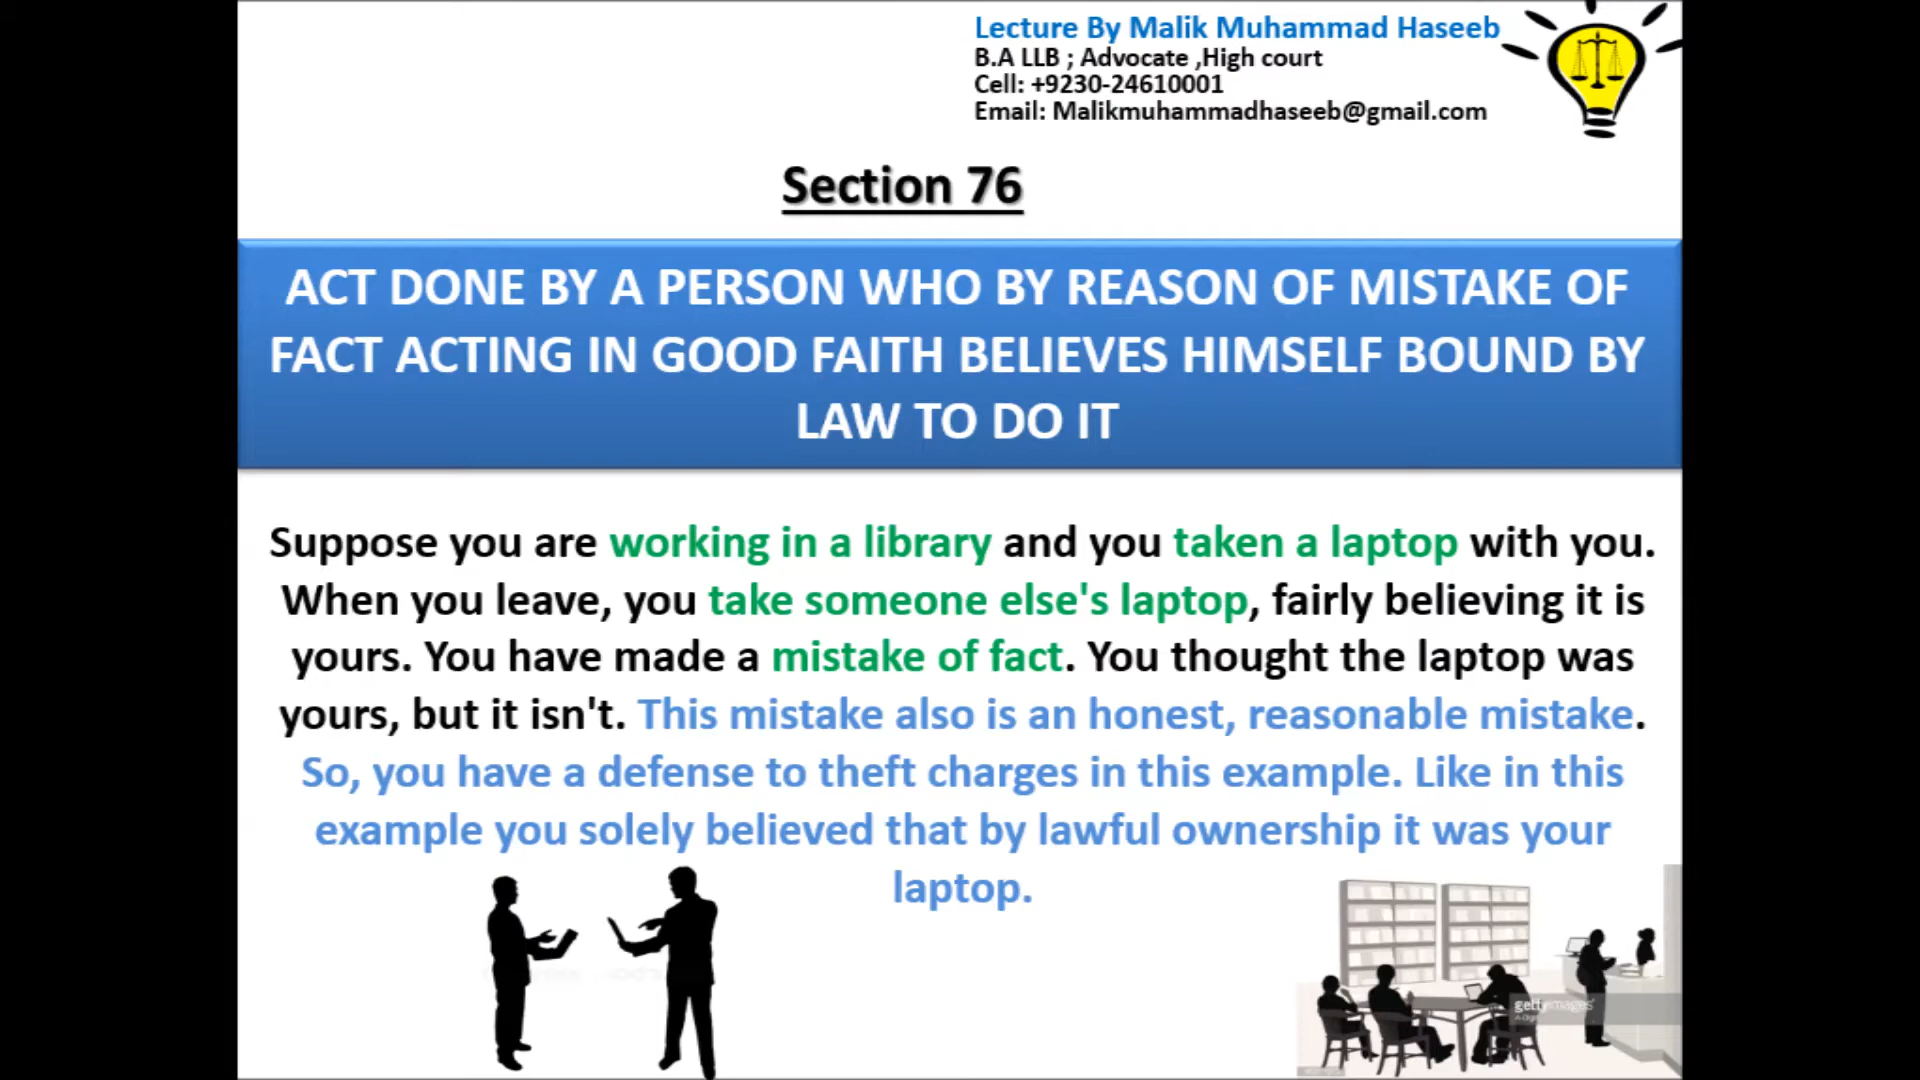 Lecture By Malik Muhammad Haseeb
B.A LLB ; Advocate ,High court
Cell: +9230-24610001
Email: Malikmuhammadhaseeb@gmail.com
Section 76
ACT DONE BY A PERSON WHO BY REASON OF MISTAKE OF
FACT ACTING IN GOOD FAITH BELIEVES HIMSELF BOUND BY
LAW TO DO IT
Suppose you are working in a library and you taken a laptop with you.
When you leave, you take someone else's laptop, fairly believing it is
yours. You have made a mistake of fact. You thought the laptop was
yours, but it isn't. This mistake also is an honest, reasonable mistake.
So, you have a defense to theft charges in this example. Like in this
example you solely believed that by lawful ownership it was your
laptop.
gettyimages